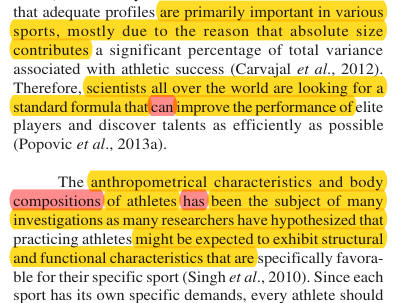 that adequate profiles are primarily important in various
sports, mostly due to the reason that absolute size
contributes a significant percentage of total variance
associated with athletic success (Carvajal et al., 2012).
Therefore, scientists all over the world are looking for a
standard formula that can improve the performance of elite
players and discover talents as efficiently as possible
(Popovic et al., 2013a).
The anthropometrical characteristics and body
compositions of athletes has been the subject of many
investigations as many researchers have hypothesized that
practicing athletes might be expected to exhibit structural
and functional characteristics that are specifically favora-
ble for their specific sport (Singh et al., 2010). Since each
sport has its own specific demands, every athlete should